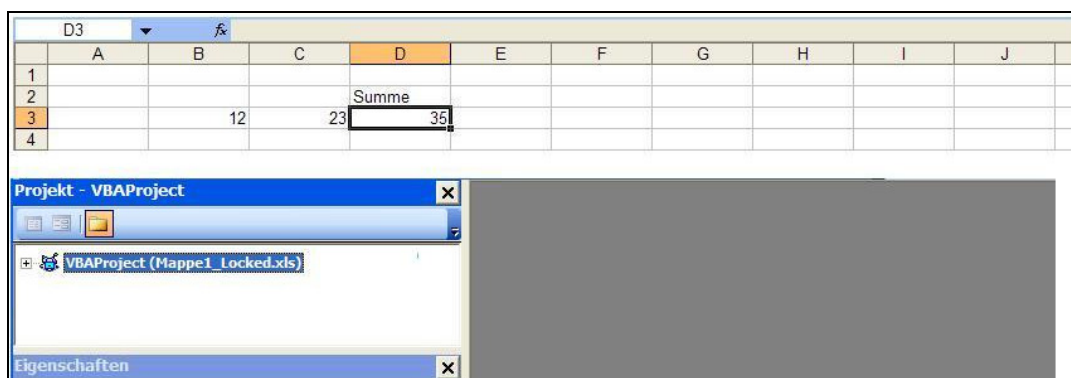 D3 fx
A B C D E F G H I J
1
2 Summe
3 12 23 35
4
Projekt - VBAProject
VBAProject (Mappe1_Locked.xls)
Eigenschaften